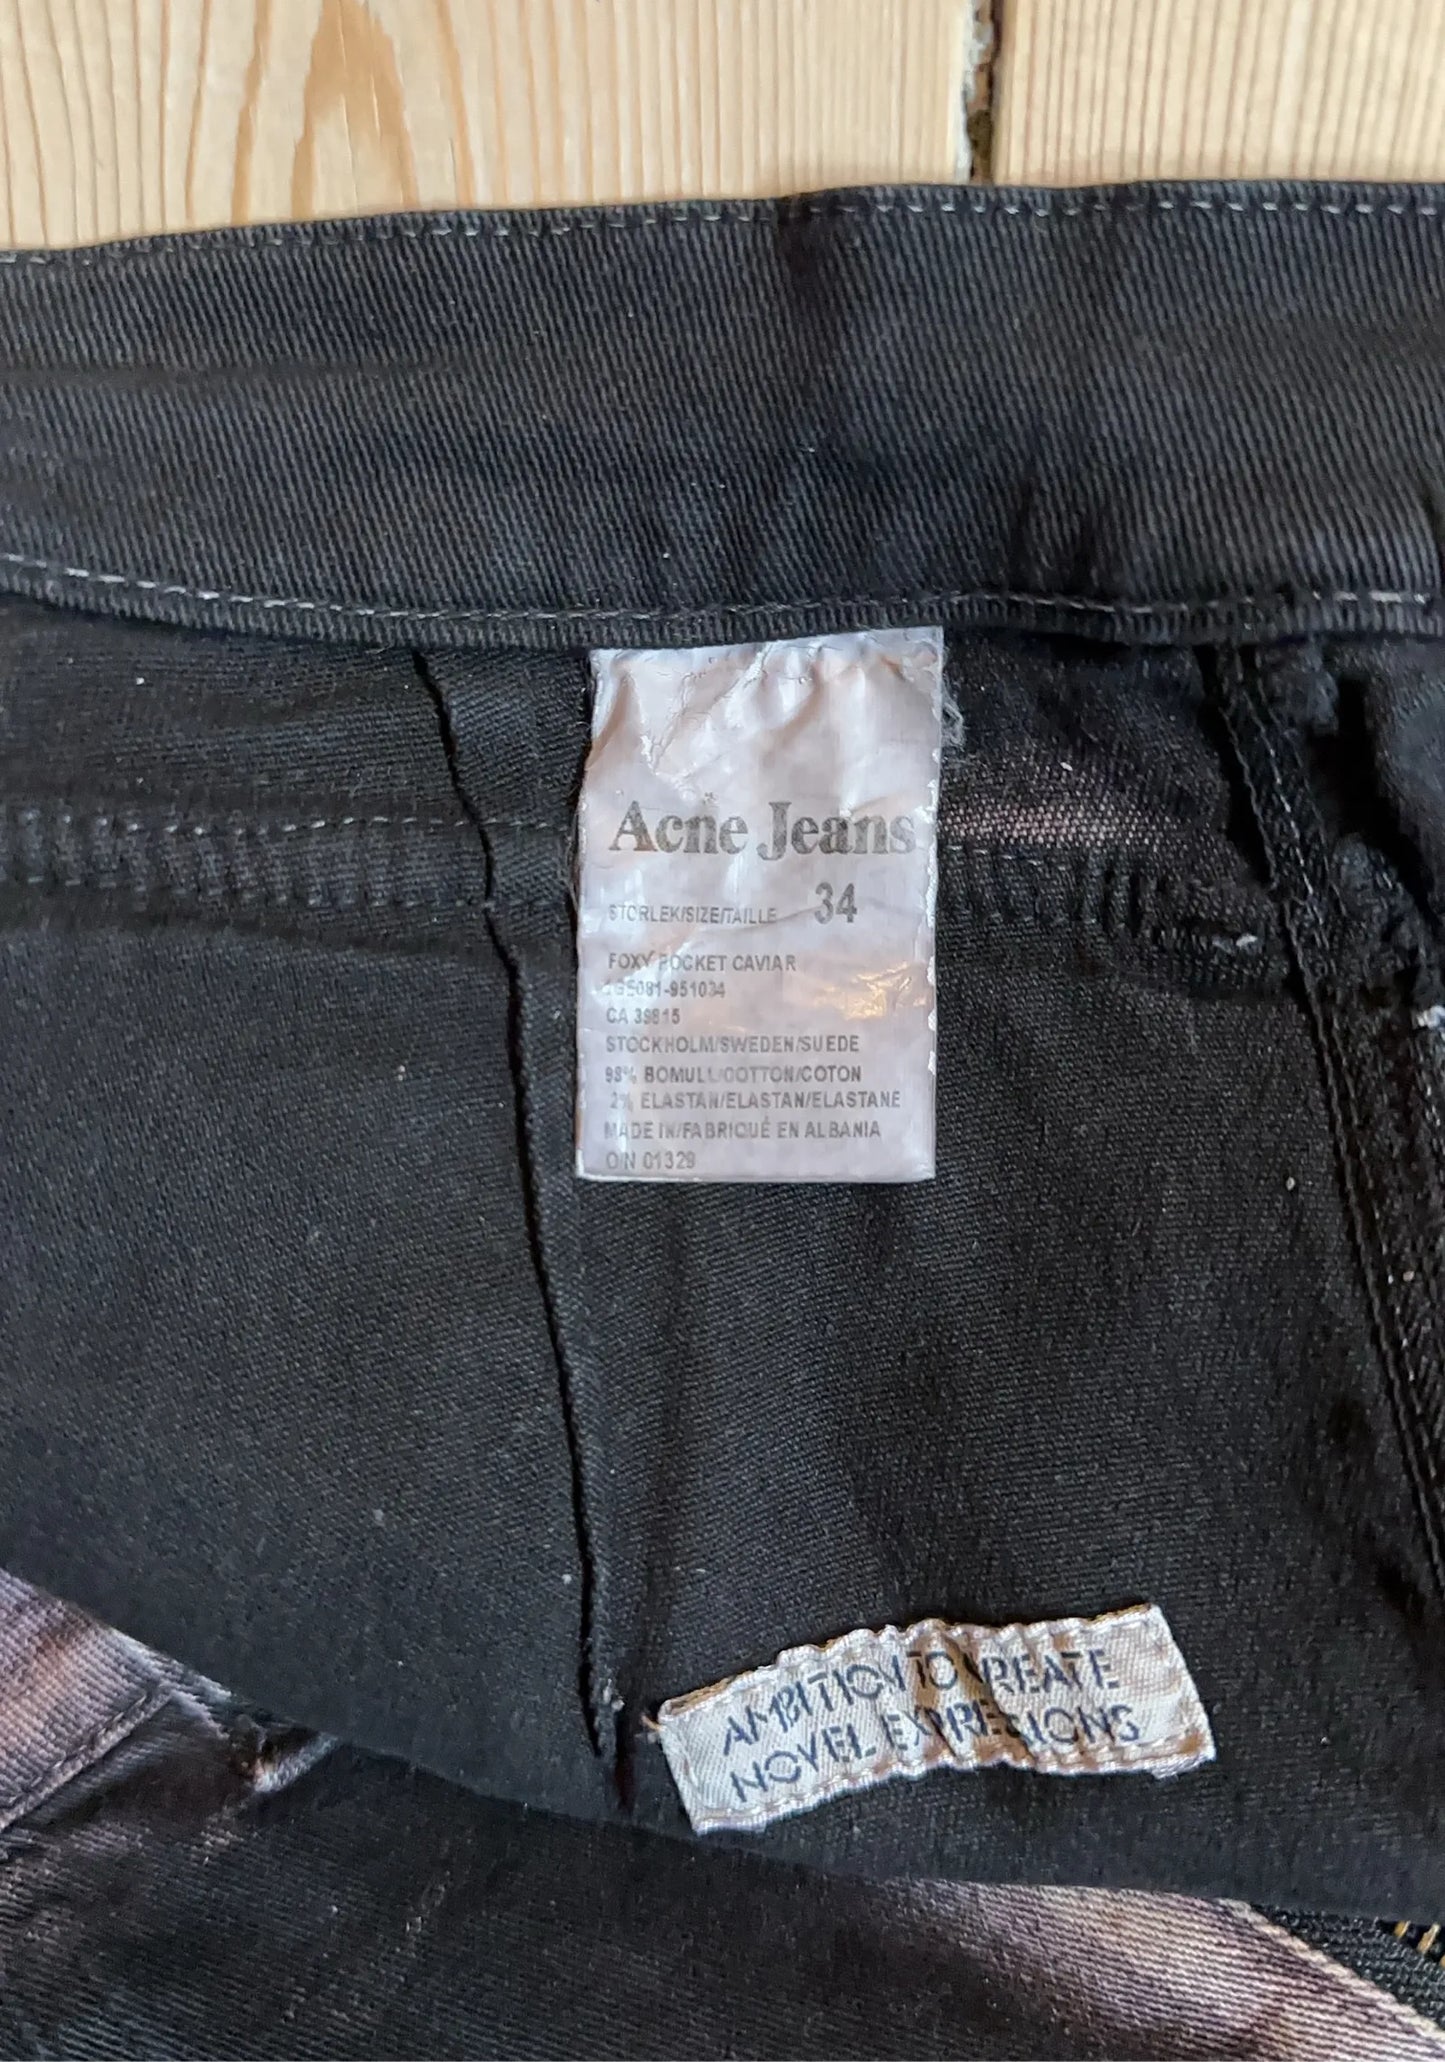 Acne Jeans
STORLEK/SIZE/TAILLE 34
FOXY POCKET CAVIAR
CA 39815
STOCKHOLM/SWEDEN/SUEDE
98% BOMULL/COTTON/COTON
2% ELASTAN/ELASTAN/ELASTANE
MADE IN/FABRIQUÉ EN ALBANIA
O/N 01329
AMBITION TO CREATE
NOVEL EXPRESSIONS